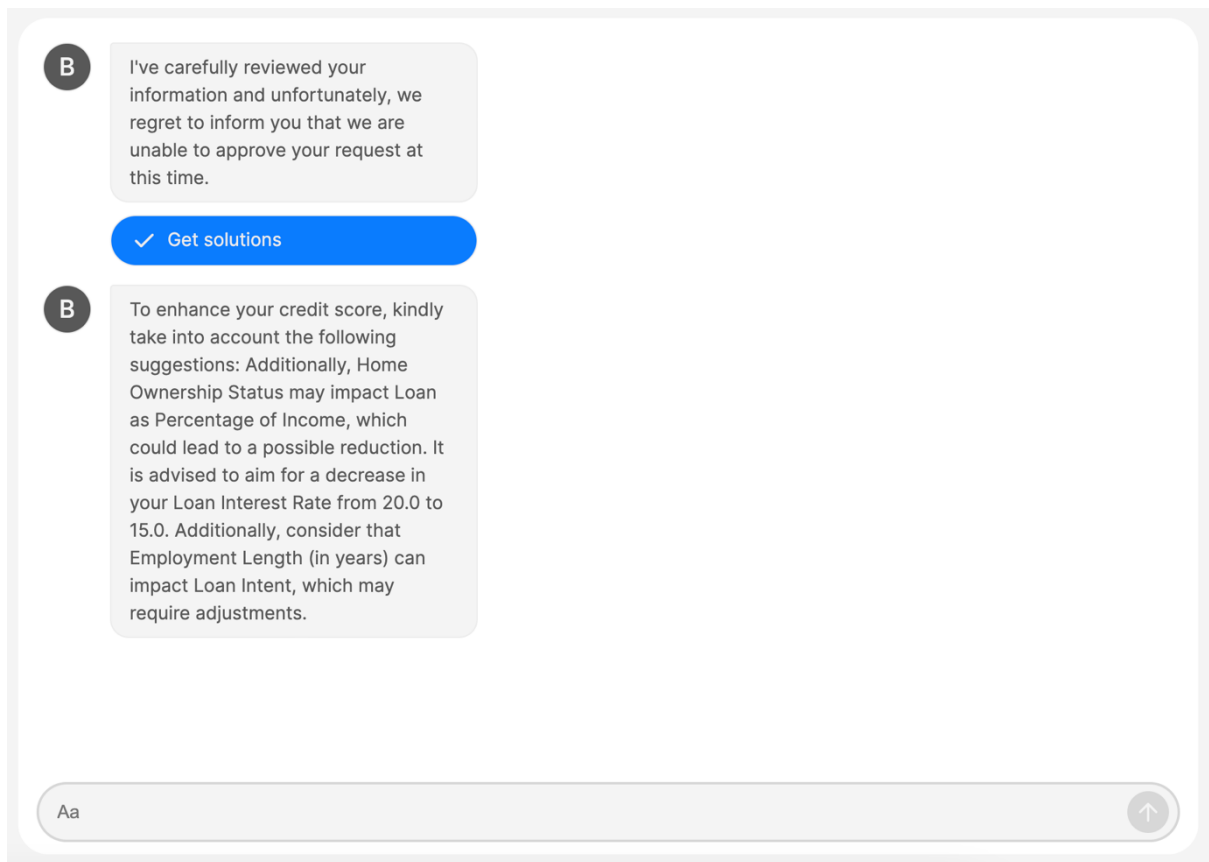 B
I've carefully reviewed your
information and unfortunately, we
regret to inform you that we are
unable to approve your request at
this time.
Get solutions
B
To enhance your credit score, kindly
take into account the following
suggestions: Additionally, Home
Ownership Status may impact Loan
as Percentage of Income, which
could lead to a possible reduction. It
is advised to aim for a decrease in
your Loan Interest Rate from 20.0 to
15.0. Additionally, consider that
Employment Length (in years) can
impact Loan Intent, which may
require adjustments.
Aa